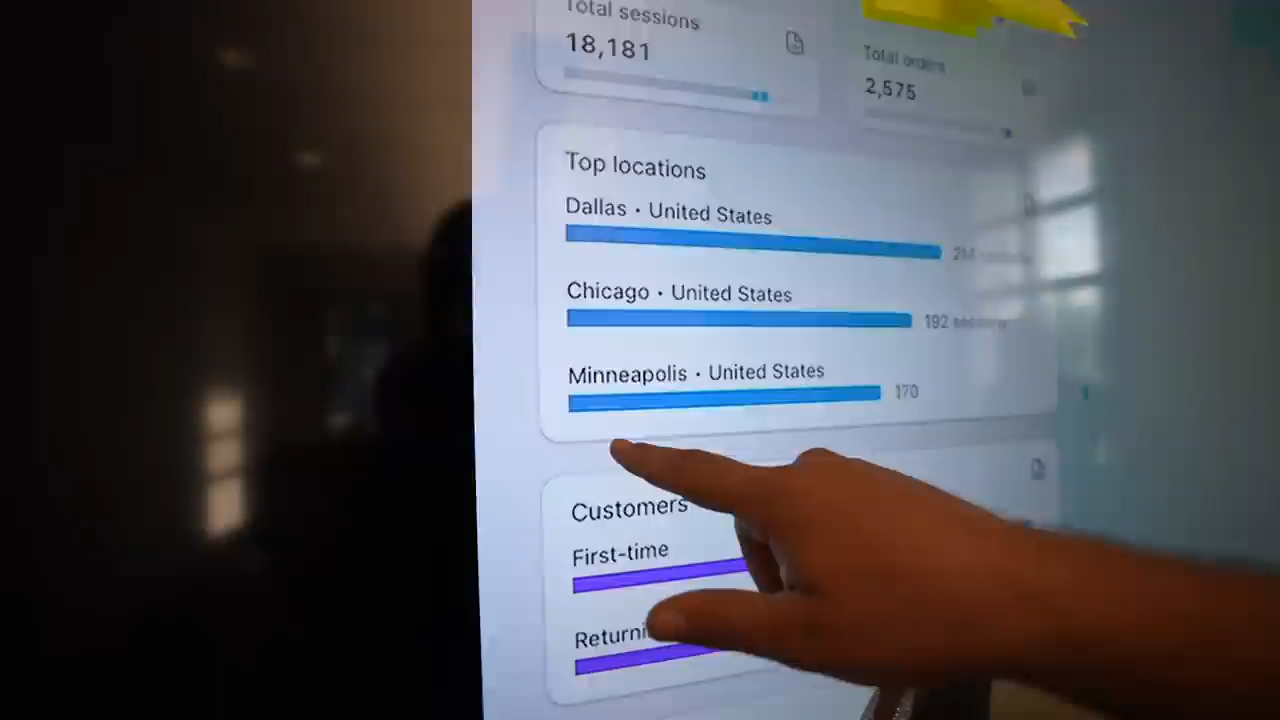 Total sessions
18,181
Total orders
2,575
Top locations
Dallas • United States
Chicago • United States
192 sessions
Minneapolis • United States
170
Customers
First-time